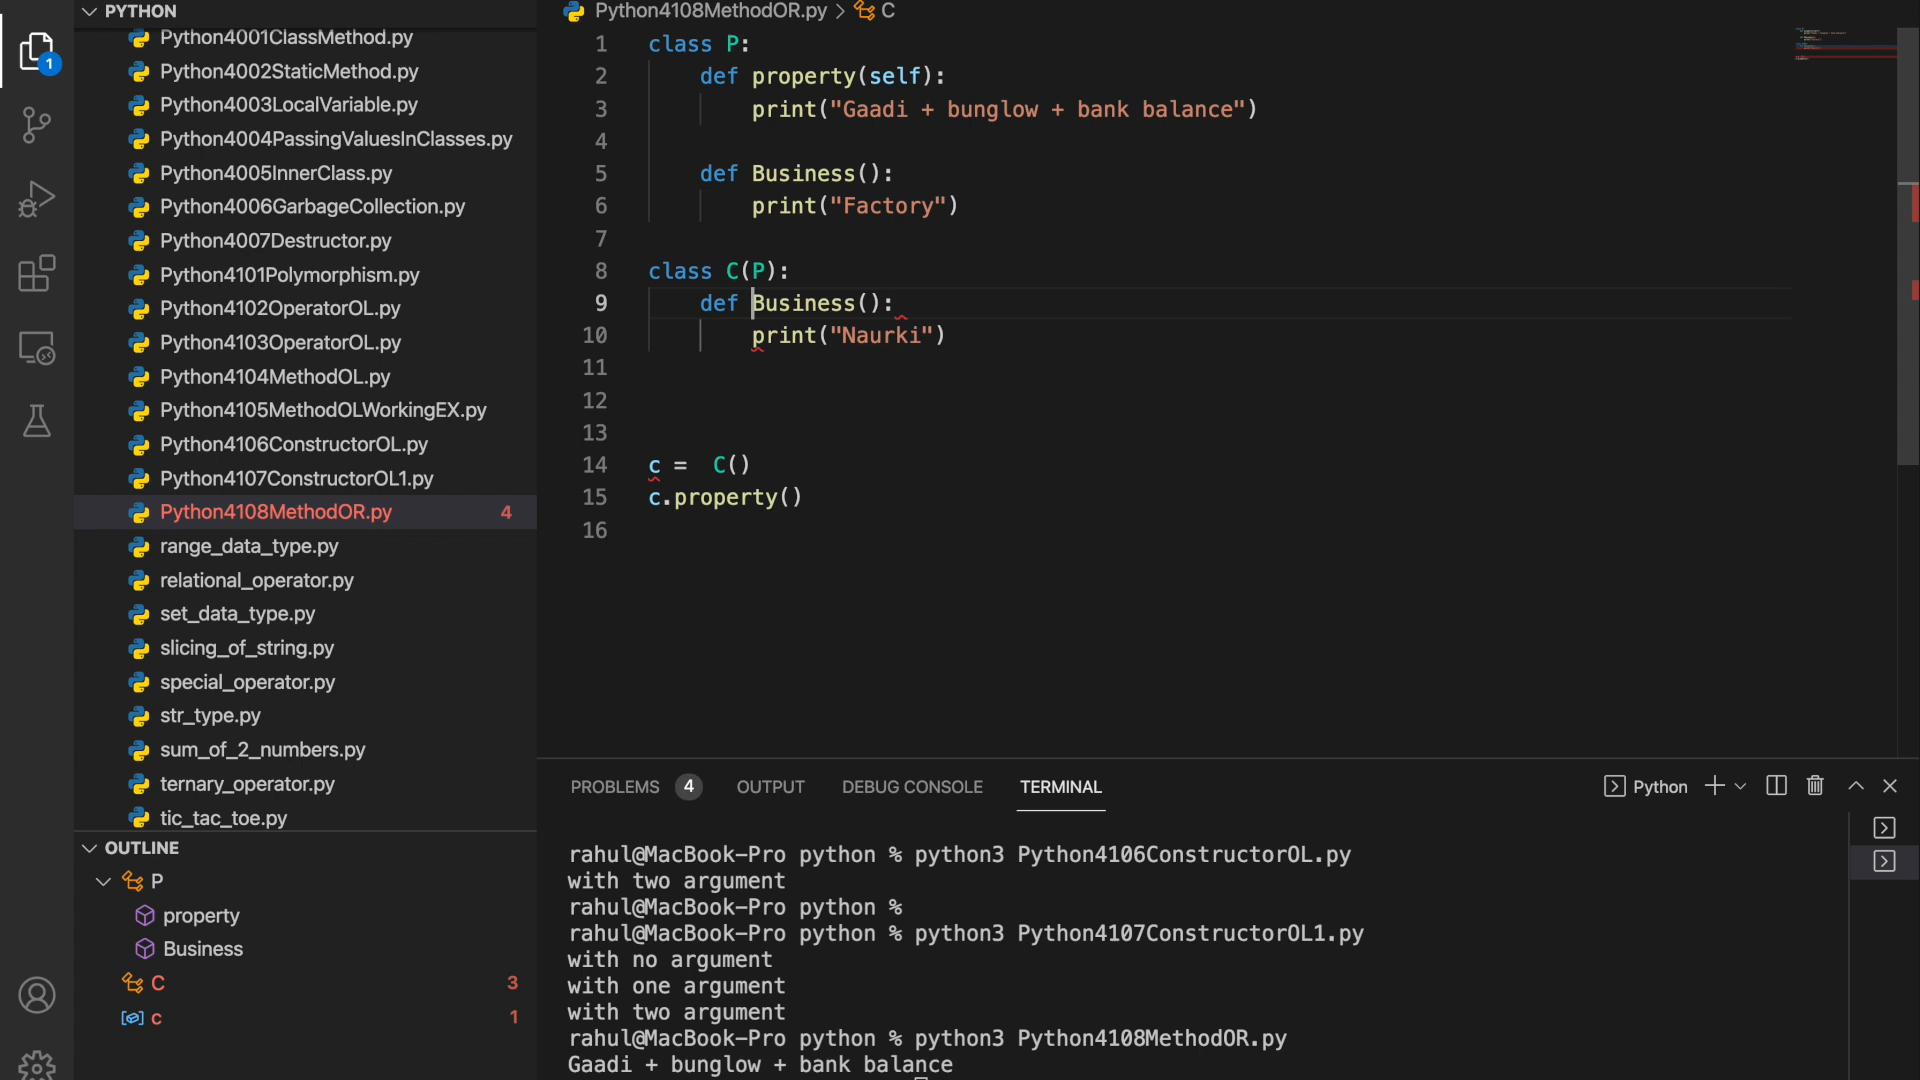 PYTHON
Python4001ClassMethod.py
Python4002StaticMethod.py
Python4003LocalVariable.py
Python4004PassingValuesInClasses.py
Python4005InnerClass.py
Python4006GarbageCollection.py
Python4007Destructor.py
Python4101Polymorphism.py
Python4102OperatorOL.py
Python4103OperatorOL.py
Python4104MethodOL.py
Python4105MethodOLWorkingEX.py
Python4106ConstructorOL.py
Python4107ConstructorOL1.py
Python4108MethodOR.py 4
range_data_type.py
relational_operator.py
set_data_type.py
slicing_of_string.py
special_operator.py
str_type.py
sum_of_2_numbers.py
ternary_operator.py
tic_tac_toe.py
OUTLINE
P
property
Business
C 3
c 1
1
Python4108MethodOR.py > C
1 class P:
2 def property(self):
3 print("Gaadi + bunglow + bank balance")
4
5 def Business():
6 print("Factory")
7
8 class C(P):
9 def Business():
10 print("Naurki")
11
12
13
14 c =  C()
15 c.property()
16
PROBLEMS 4 OUTPUT DEBUG CONSOLE TERMINAL Python
rahul@MacBook-Pro python % python3 Python4106ConstructorOL.py
with two argument
rahul@MacBook-Pro python %
rahul@MacBook-Pro python % python3 Python4107ConstructorOL1.py
with no argument
with one argument
with two argument
rahul@MacBook-Pro python % python3 Python4108MethodOR.py
Gaadi + bunglow + bank balance